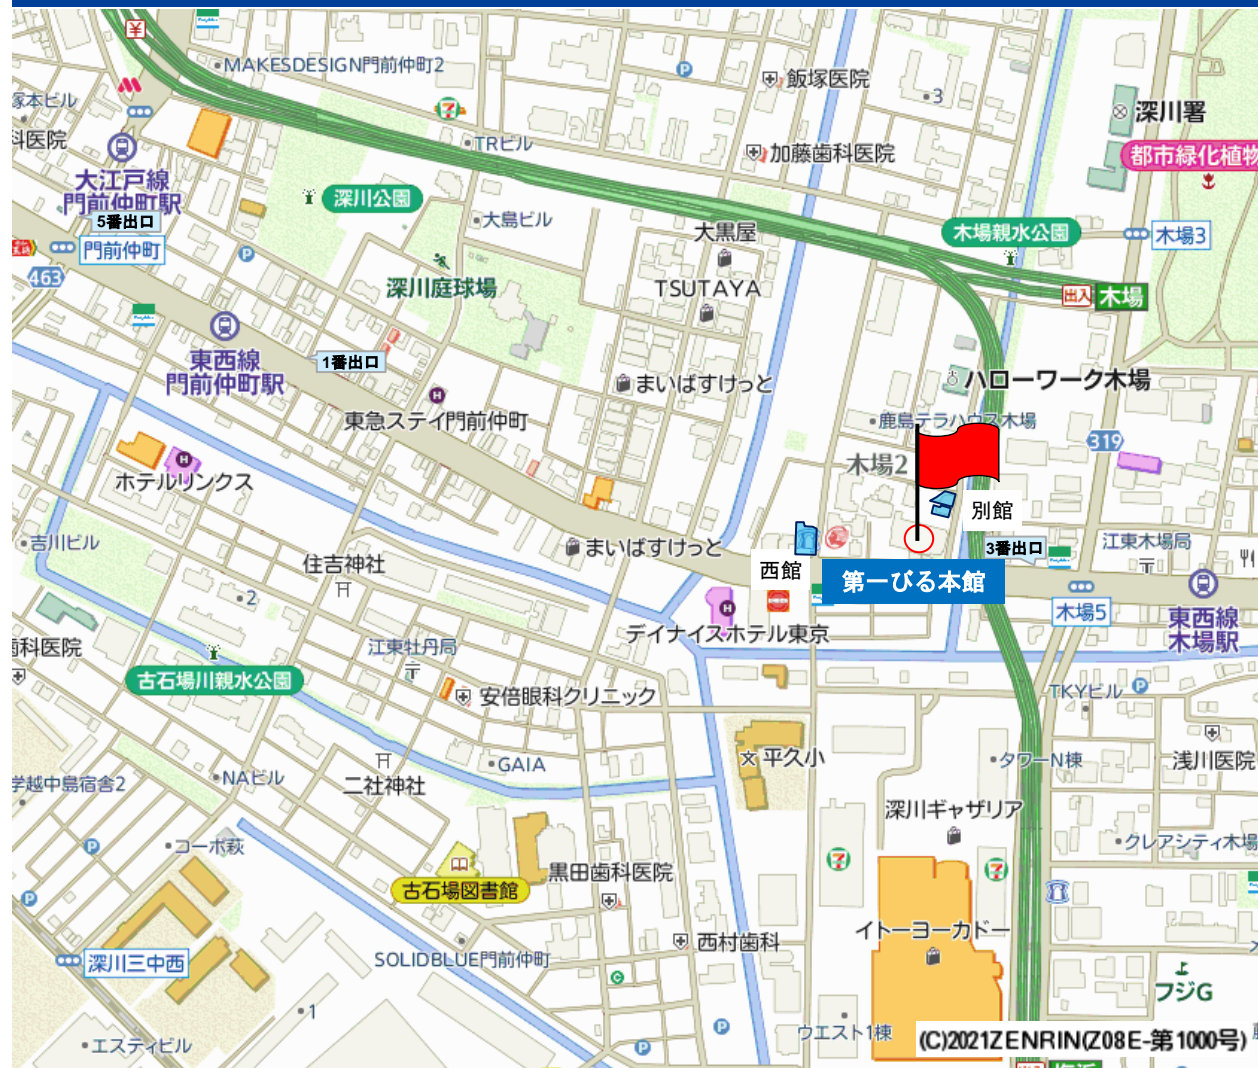 MAKESDESIGN門前仲町2
飯塚医院
3
深川署
塚本ビル
科医院
TRビル
加藤歯科医院
都市緑化植物
大江戸線
門前仲町駅
5番出口
門前仲町
深川公園
大島ビル
大黒屋
木場親水公園
木場3
463
深川庭球場
TSUTAYA
出入
木場
東西線
門前仲町駅
1番出口
まいばすけっと
ハローワーク木場
東急ステイ門前仲町
鹿島テラハウス木場
木場2
319
ホテルリンクス
別館
吉川ビル
まいばすけっと
3番出口
江東木場局
住吉神社
西館
第一びる本館
木場5
東西線
木場駅
2
デイナイスホテル東京
歯科医院
江東牡丹局
古石場川親水公園
安倍眼科クリニック
TKYビル
平久小
タワーN棟
浅川医院
GAIA
NAビル
二社神社
学越中島宿舎2
深川ギャザリア
コーポ萩
クレアシティ木場
黒田歯科医院
古石場図書館
イトーヨーカドー
西村歯科
深川三中西
SOLIDBLUE門前仲町
フジG
1
ウエスト1棟
エスティビル
(C)2021ZENRIN(Z08E-第1000号)